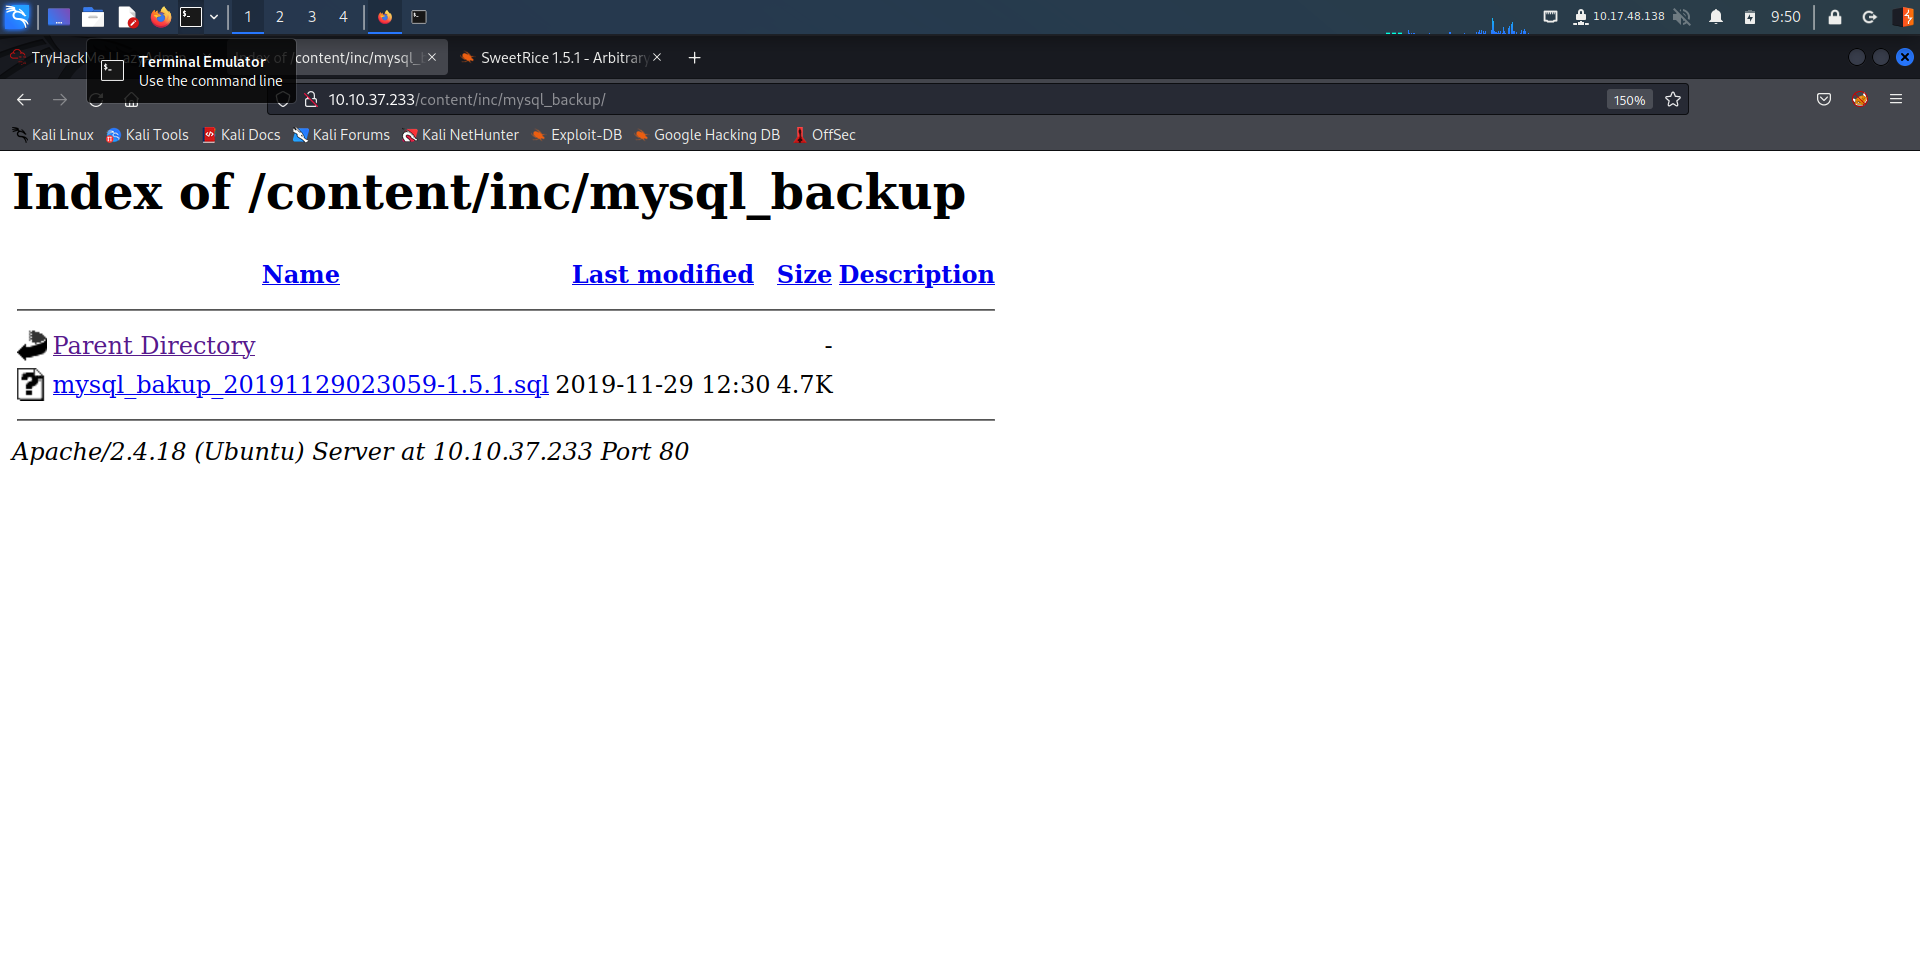 1 2 3 4 10.17.48.138 9:50
TryHackMe Terminal Emulator /content/inc/mysql_ SweetRice 1.5.1 - Arbitrary
Use the command line
10.10.37.233/content/inc/mysql_backup/ 150%
Kali Linux Kali Tools Kali Docs Kali Forums Kali NetHunter Exploit-DB Google Hacking DB OffSec
Index of /content/inc/mysql_backup
Name Last modified Size Description
Parent Directory -
mysql_bakup_20191129023059-1.5.1.sql 2019-11-29 12:30 4.7K
Apache/2.4.18 (Ubuntu) Server at 10.10.37.233 Port 80